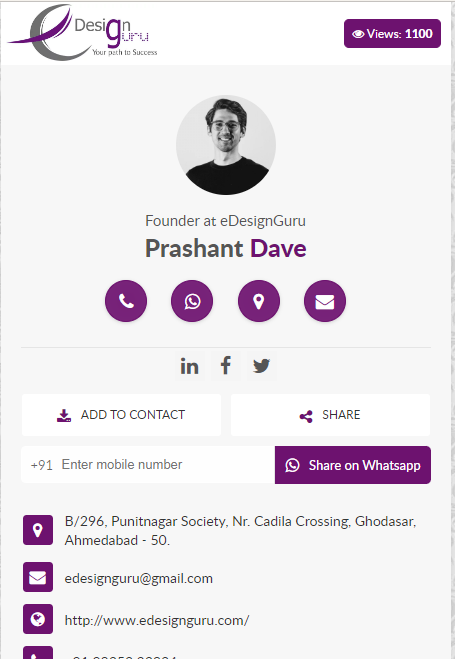 Design
Guru
Your path to Success
Views: 1100
Founder at eDesignGuru
Prashant Dave
ADD TO CONTACT
SHARE
+91 Enter mobile number
Share on Whatsapp
B/296, Punitnagar Society, Nr. Cadila Crossing, Ghodasar,
Ahmedabad - 50.
edesignguru@gmail.com
http://www.edesignguru.com/